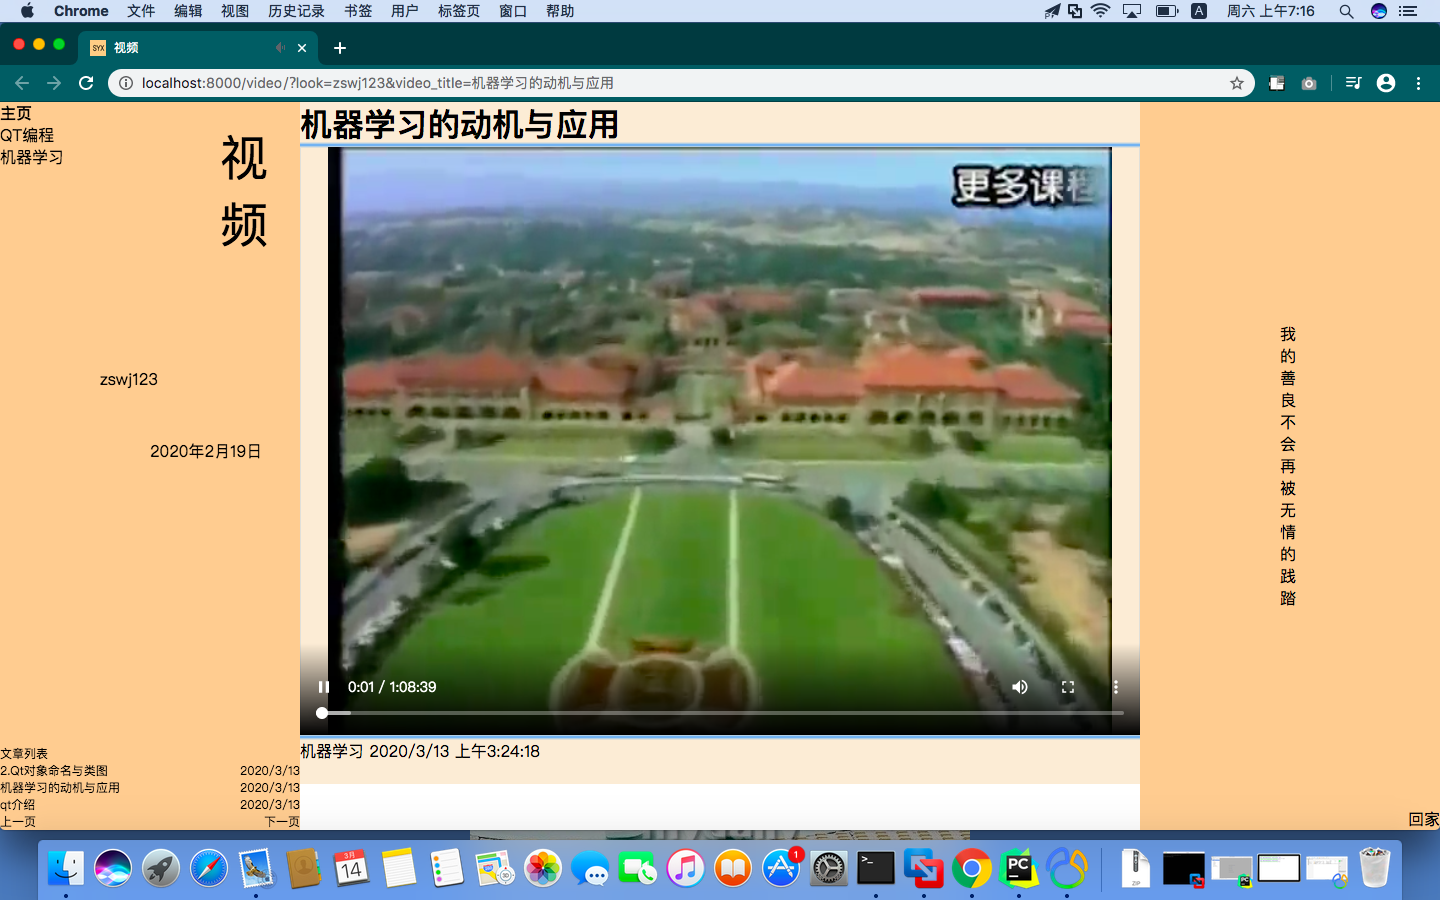 Chrome 文件 编辑 视图 历史记录 书签 用户 标签页 窗口 帮助
A 周六 上午7:16
SYX 视频
localhost:8000/video/?look=zswj123&video_title=机器学习的动机与应用
主页
QT编程
机器学习
视
频
zswj123
2020年2月19日
文章列表
2.Qt对象命名与类图 2020/3/13
机器学习的动机与应用 2020/3/13
qt介绍 2020/3/13
上一页 下一页
机器学习的动机与应用
更多课程
0:01 / 1:08:39
机器学习 2020/3/13 上午3:24:18
我
的
善
良
不
会
再
被
无
情
的
践
踏
回家
3月
14
1
>_
PC
ZIP